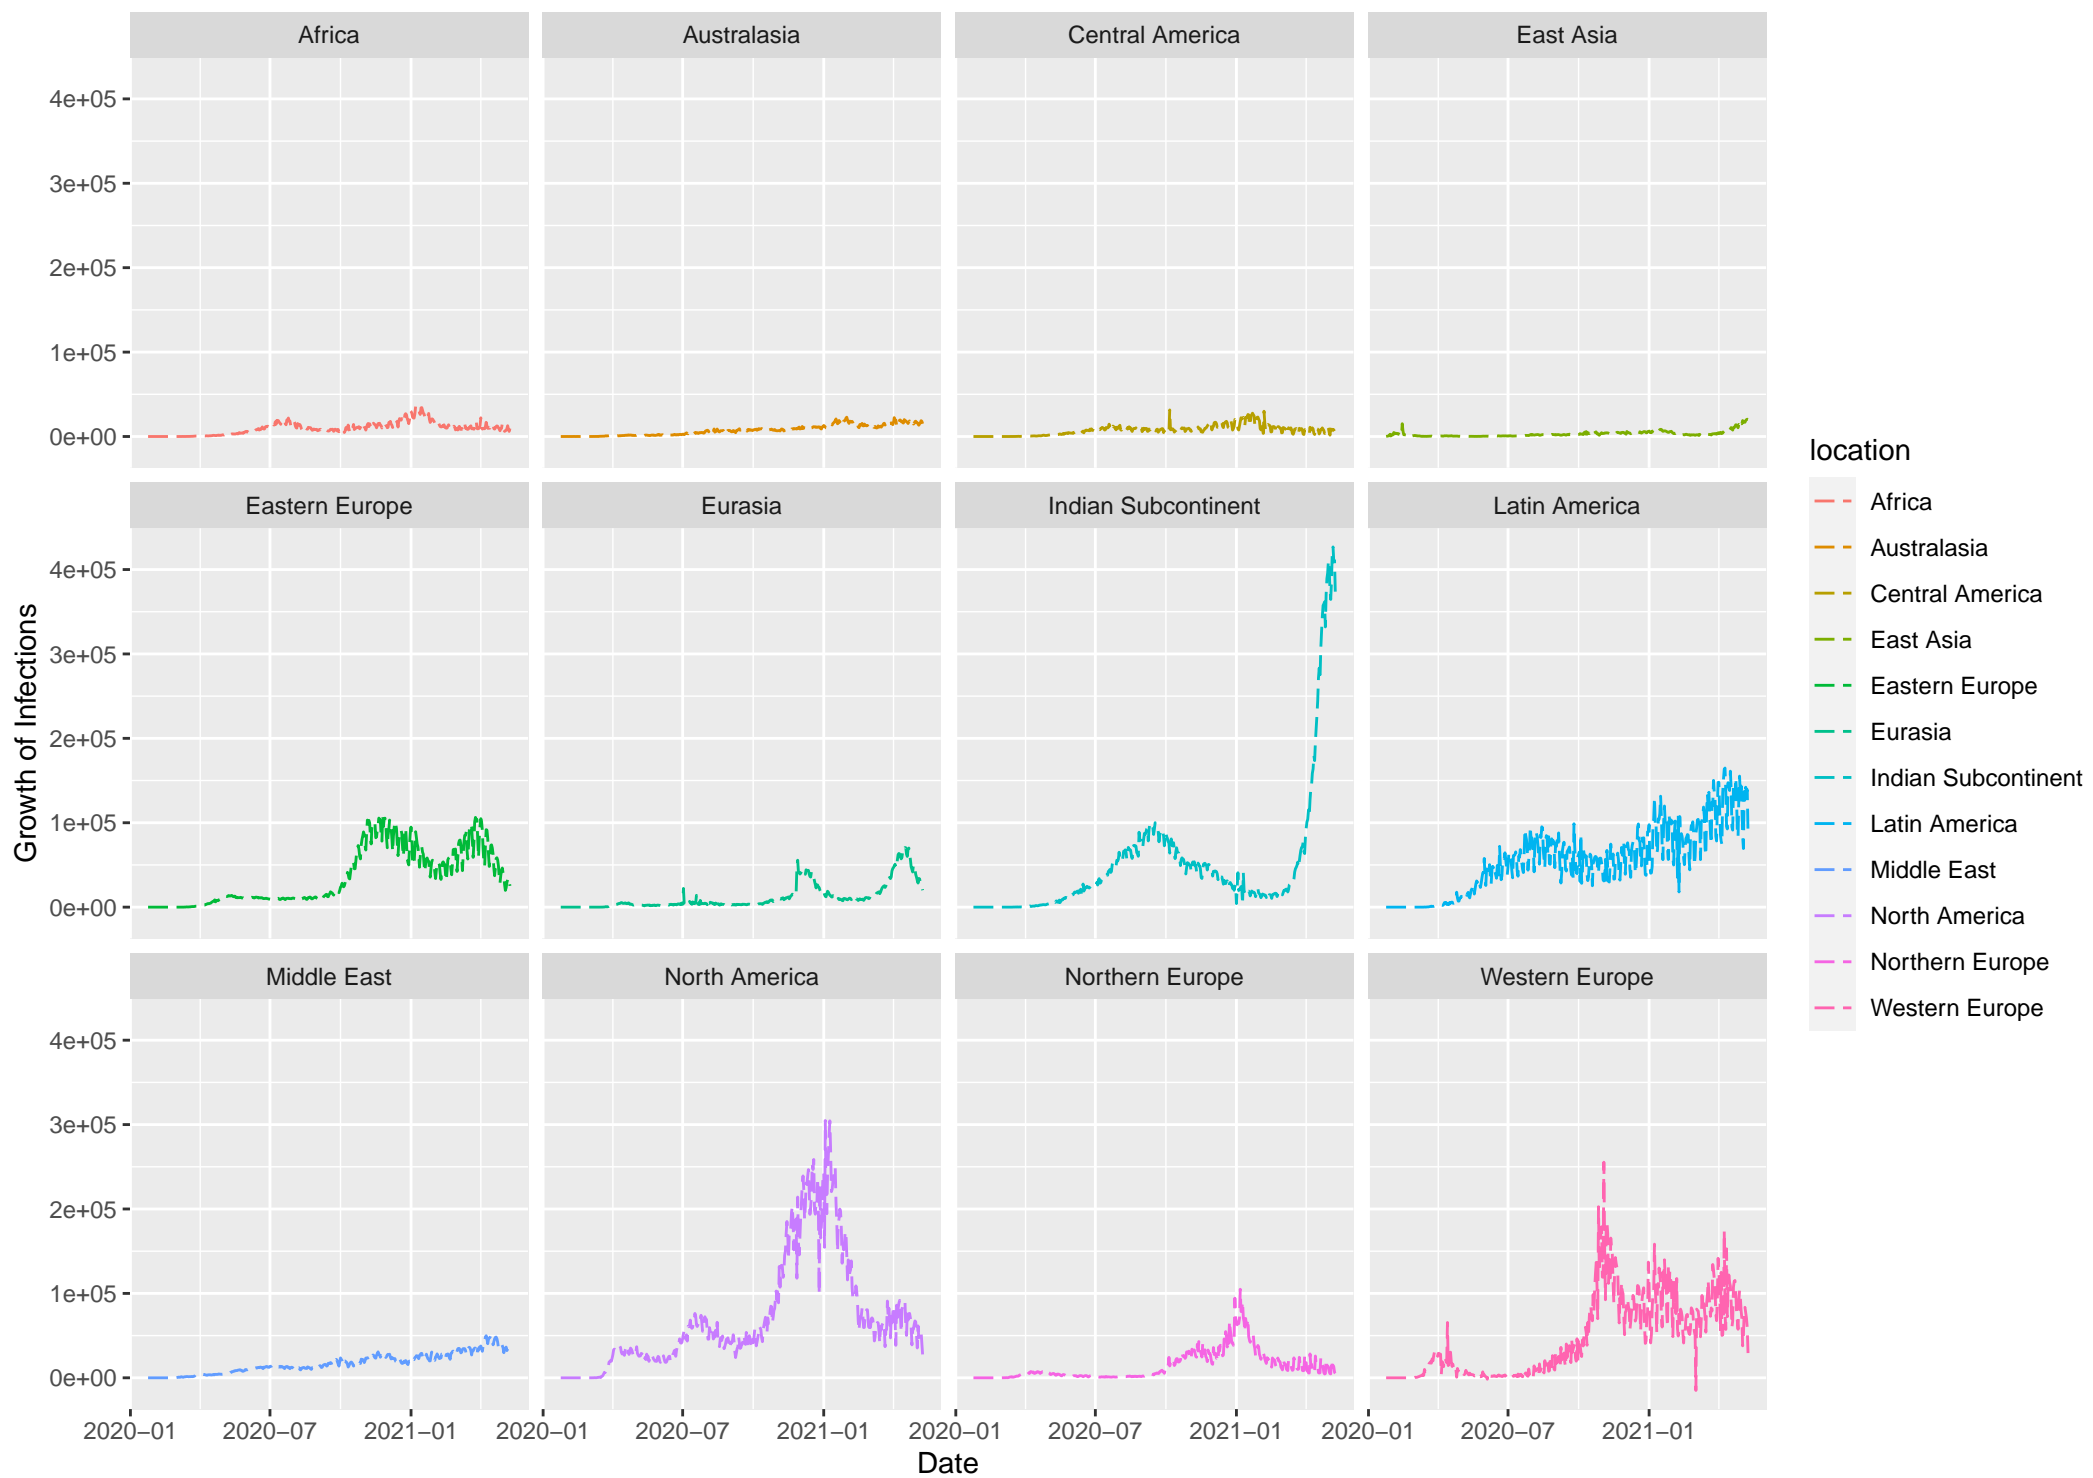 Africa
Australasia
Central America
East Asia
4e+05
3e+05
2e+05
1e+05
0e+00
Eastern Europe
Eurasia
Indian Subcontinent
Latin America
4e+05
3e+05
2e+05
1e+05
0e+00
Middle East
North America
Northern Europe
Western Europe
4e+05
3e+05
2e+05
1e+05
0e+00
2020−01
2020−07
2021−01
2020−01
2020−07
2021−01
2020−01
2020−07
2021−01
2020−01
2020−07
2021−01
Date
Growth of Infections
location
Africa
Australasia
Central America
East Asia
Eastern Europe
Eurasia
Indian Subcontinent
Latin America
Middle East
North America
Northern Europe
Western Europe